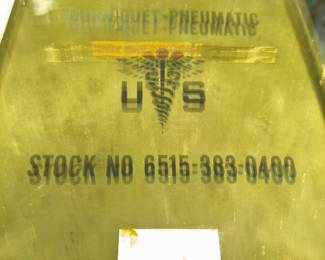 TOURNIQUET-PNEUMATIC
U S
STOCK NO 6515-383-0400